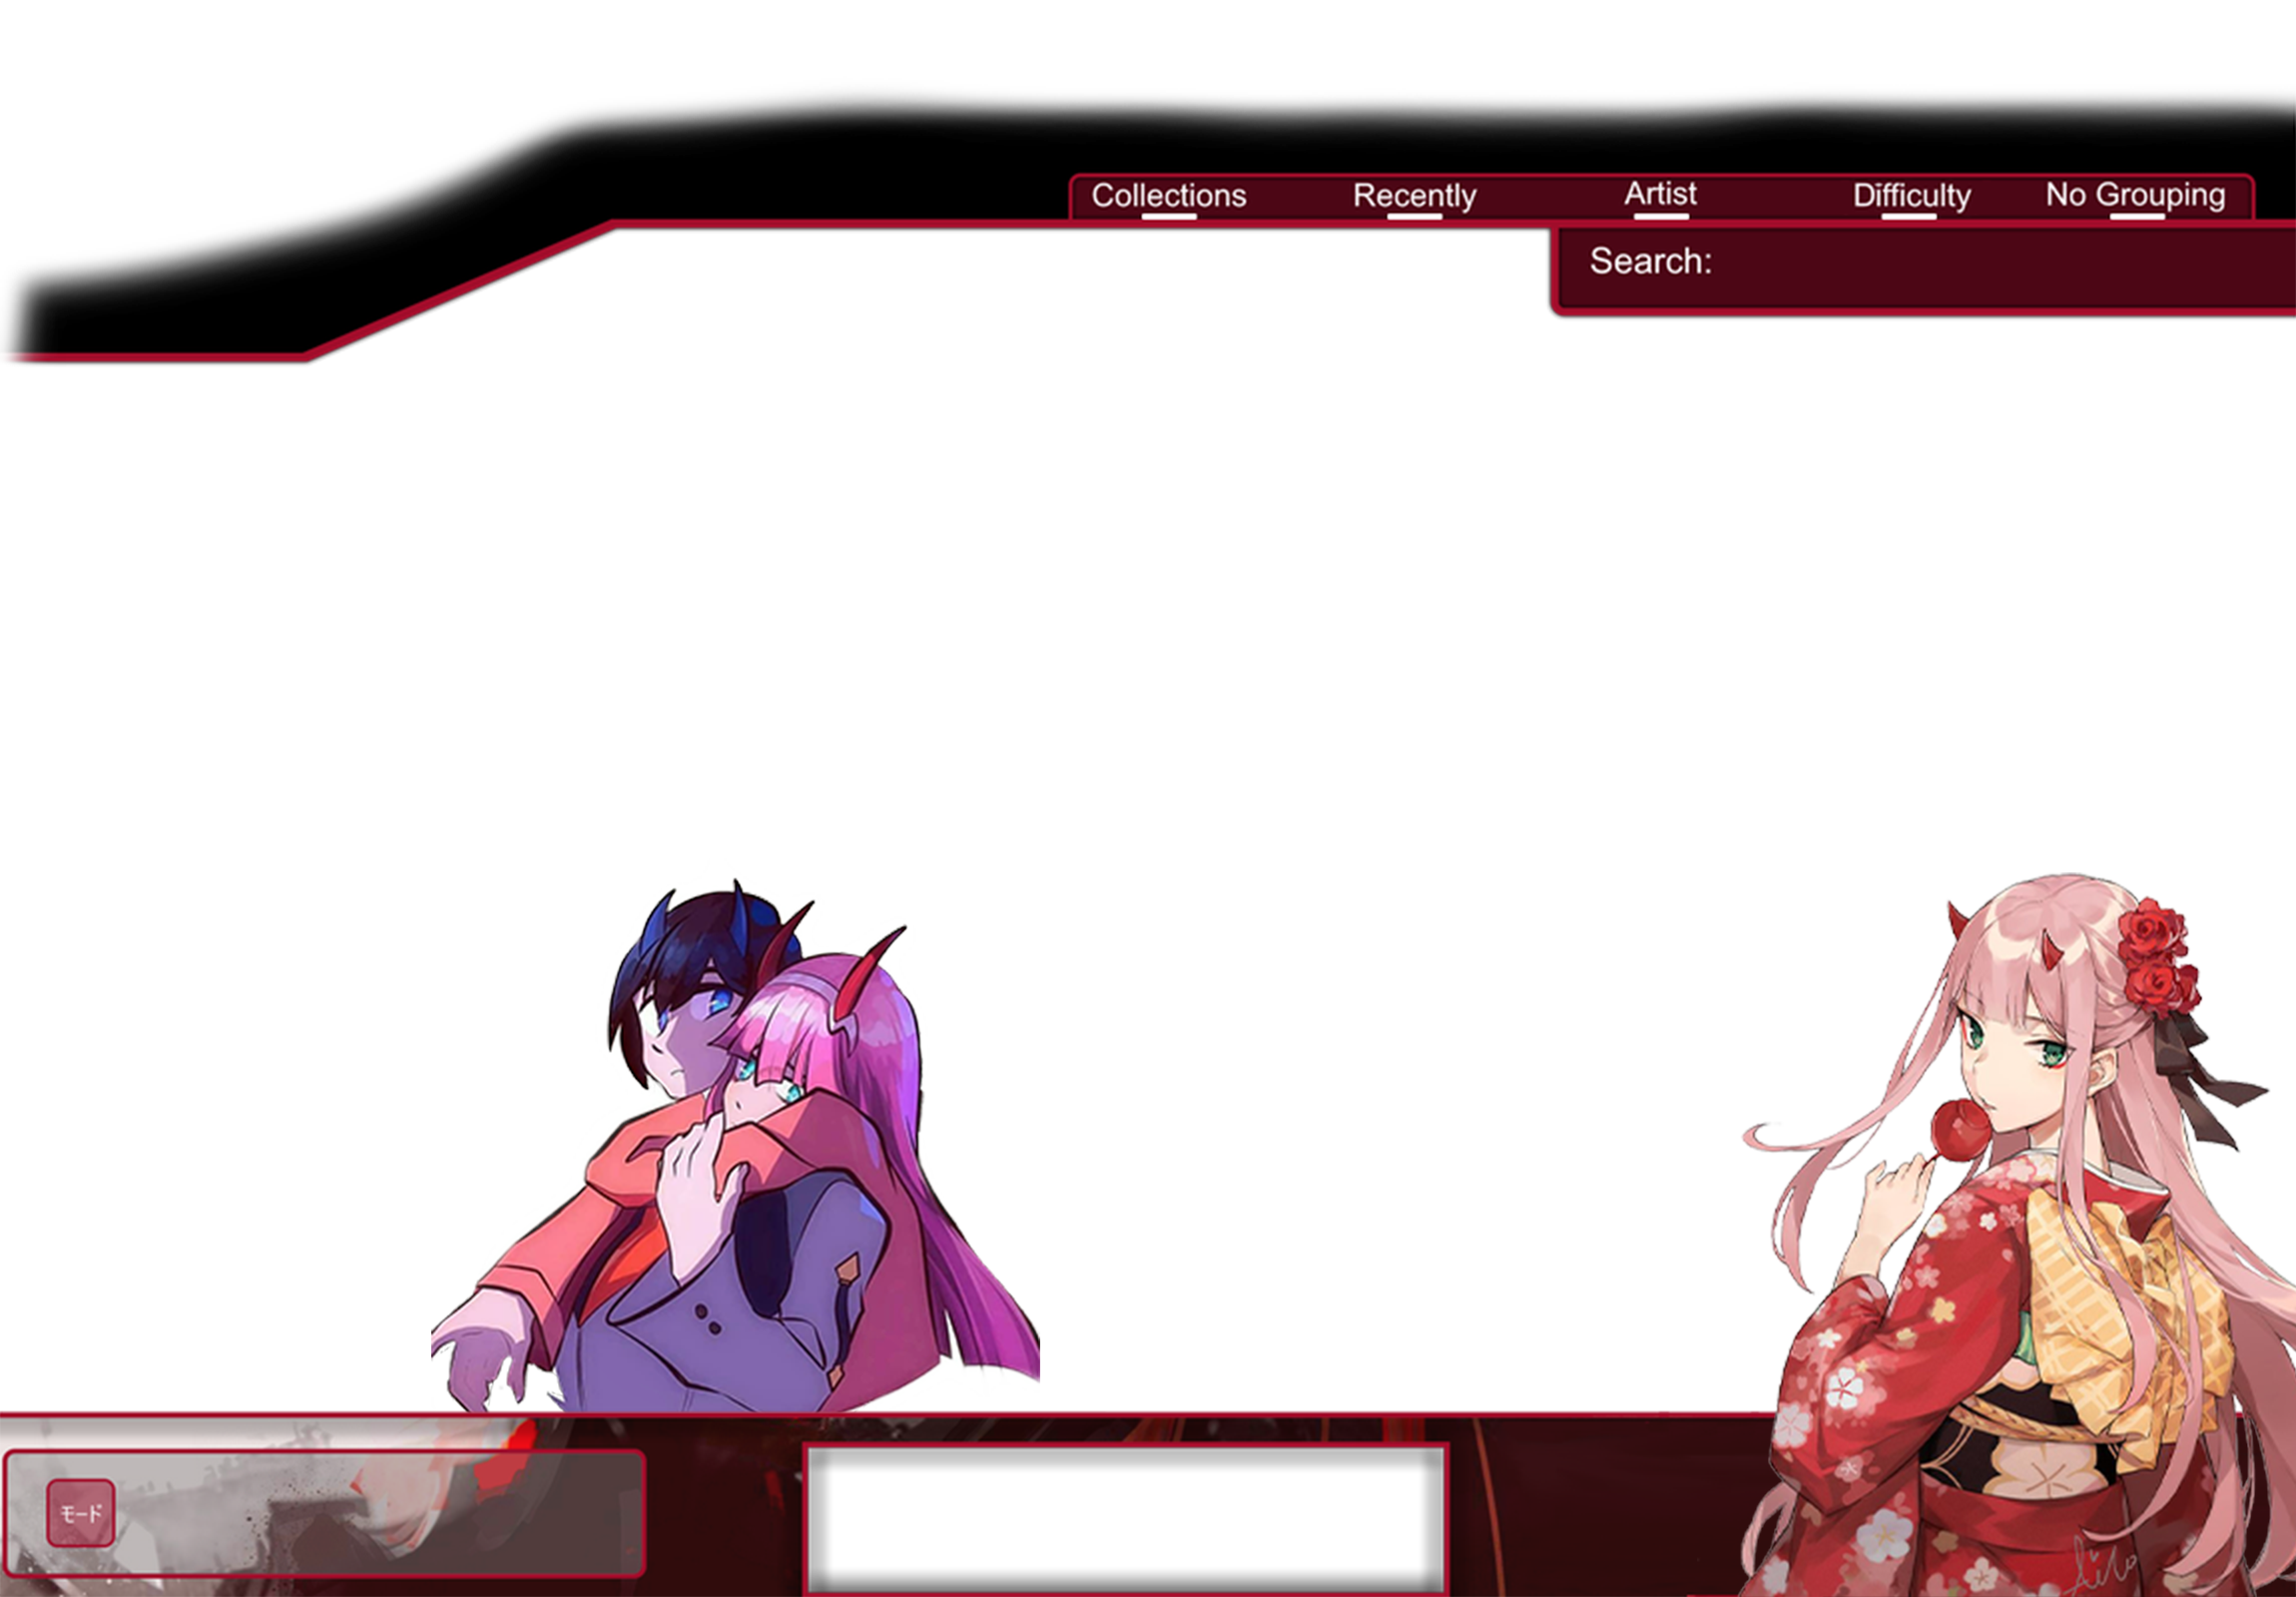 Collections Recently Artist Difficulty No Grouping
Search:
モード